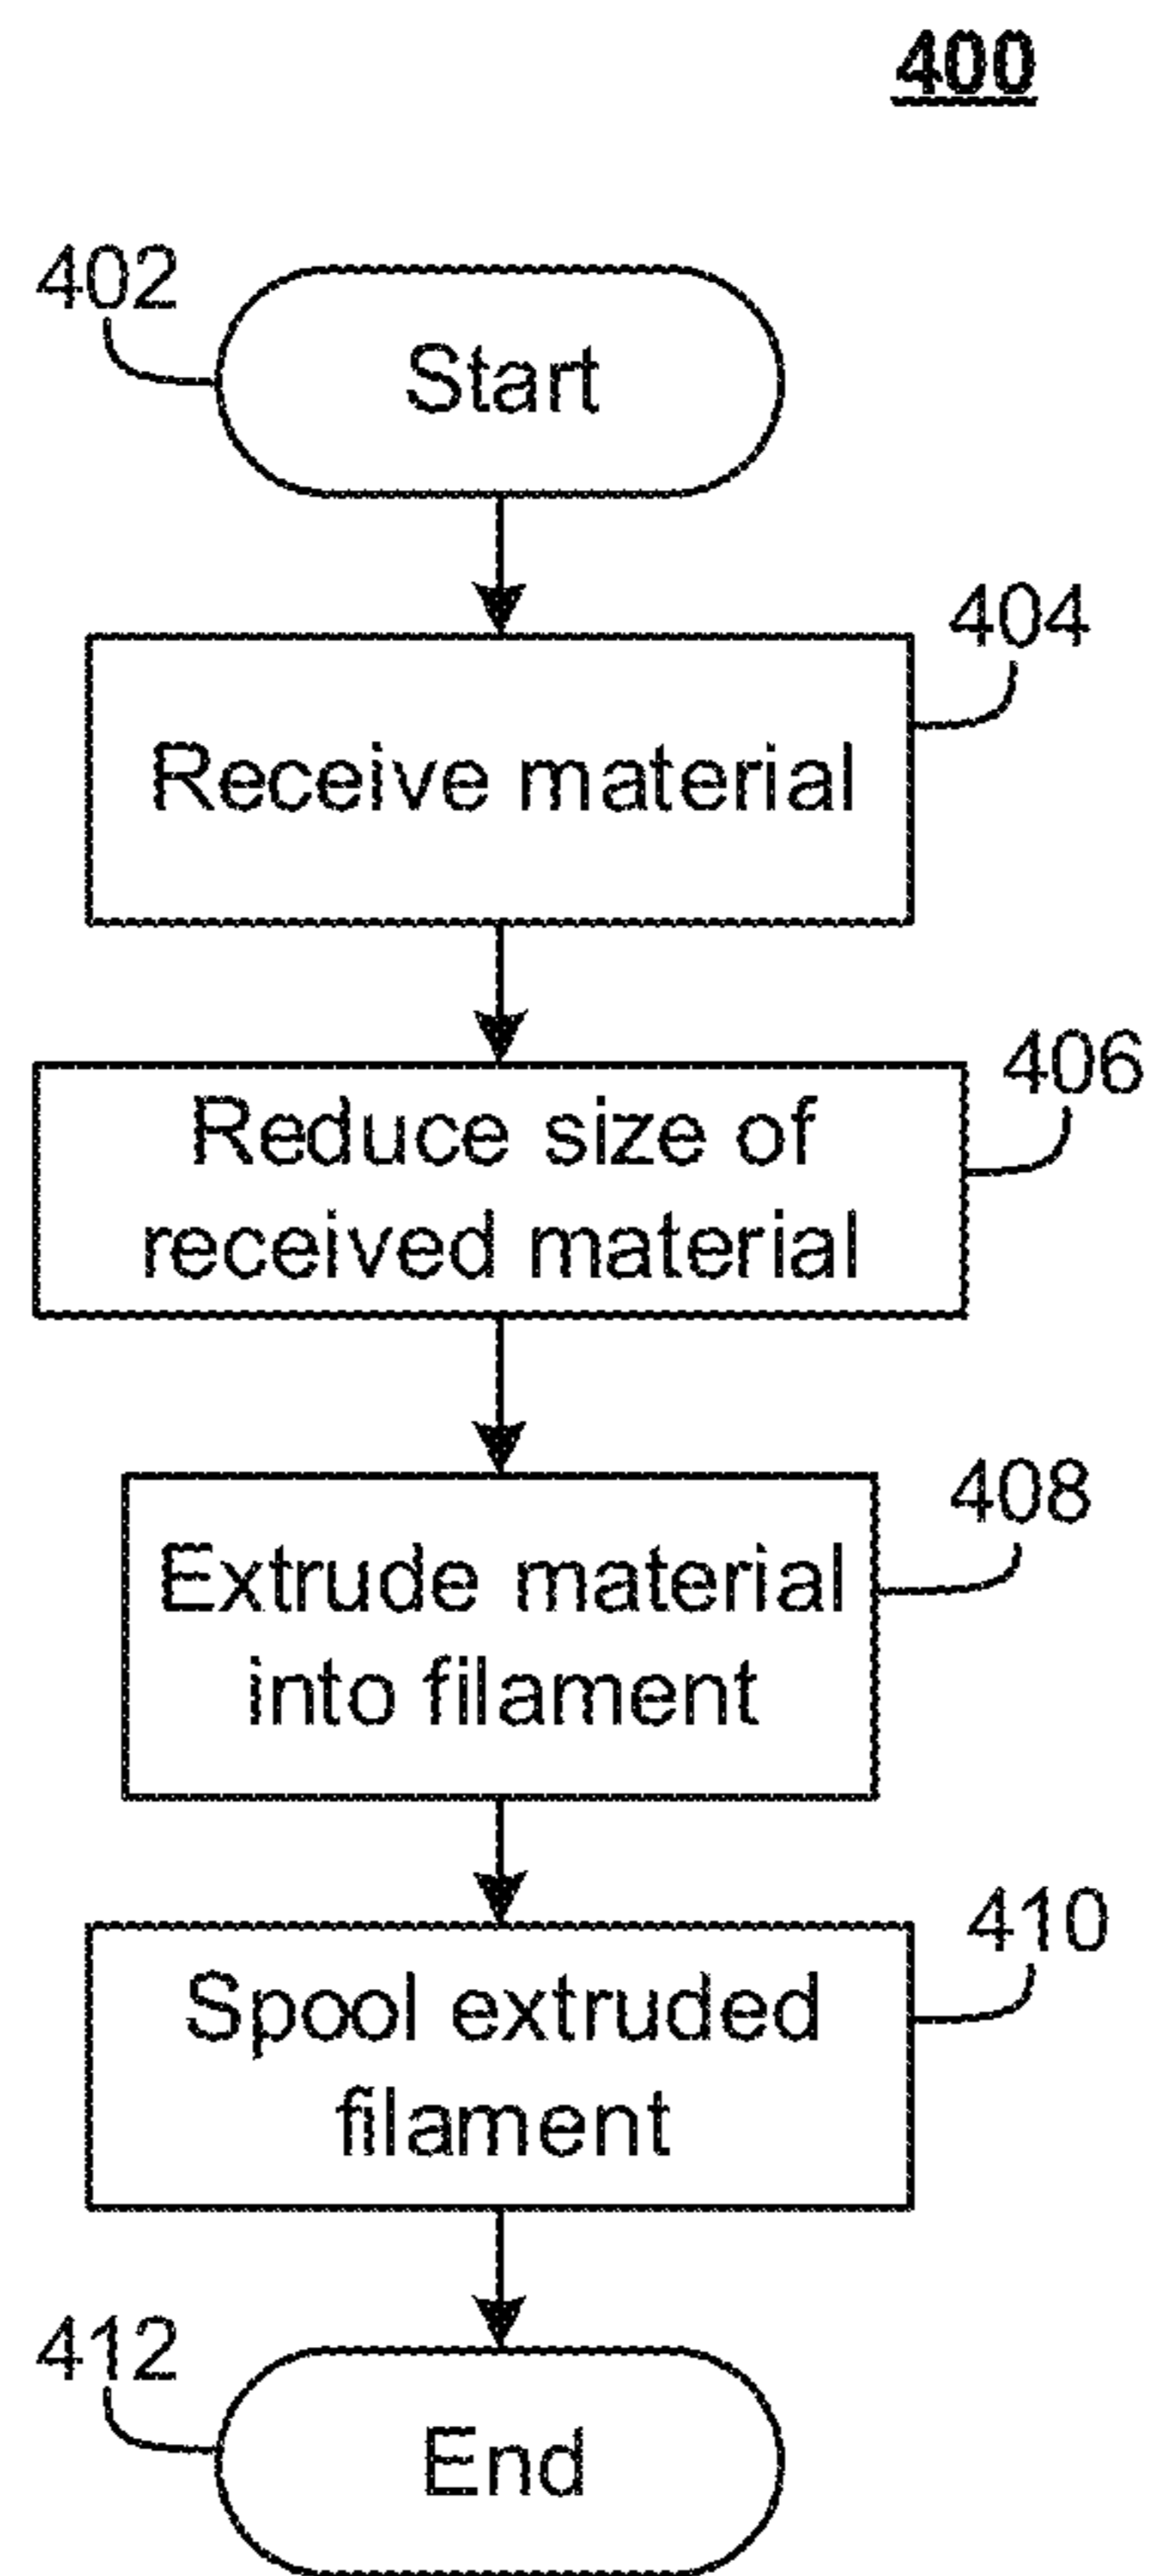 400
402
Start
404
Receive material
406
Reduce size of
received material
408
Extrude material
into filament
410
Spool extruded
filament
412
End